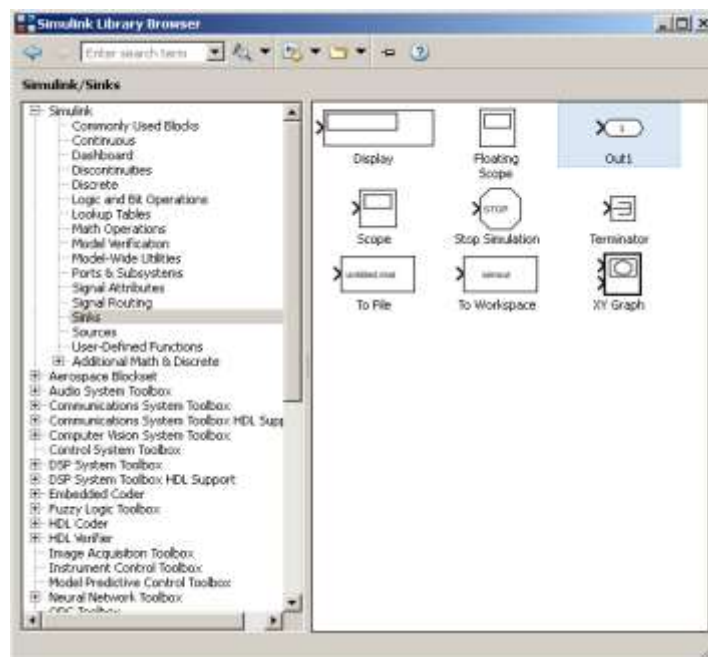 Simulink Library Browser
Enter search term
Simulink/Sinks
Simulink
Commonly Used Blocks
Continuous
Dashboard
Discontinuities
Discrete
Logic and Bit Operations
Lookup Tables
Math Operations
Model Verification
Model-Wide Utilities
Ports & Subsystems
Signal Attributes
Signal Routing
Sinks
Sources
User-Defined Functions
Additional Math & Discrete
Aerospace Blockset
Audio System Toolbox
Communications System Toolbox
Communications System Toolbox HDL Supp
Computer Vision System Toolbox
Control System Toolbox
DSP System Toolbox
DSP System Toolbox HDL Support
Embedded Coder
Fuzzy Logic Toolbox
HDL Coder
HDL Verifier
Image Acquisition Toolbox
Instrument Control Toolbox
Model Predictive Control Toolbox
Neural Network Toolbox
OPC Toolbox
Display
Floating
Scope
1
Out1
Scope
STOP
Stop Simulation
Terminator
untitled.mat
To File
simout
To Workspace
XY Graph